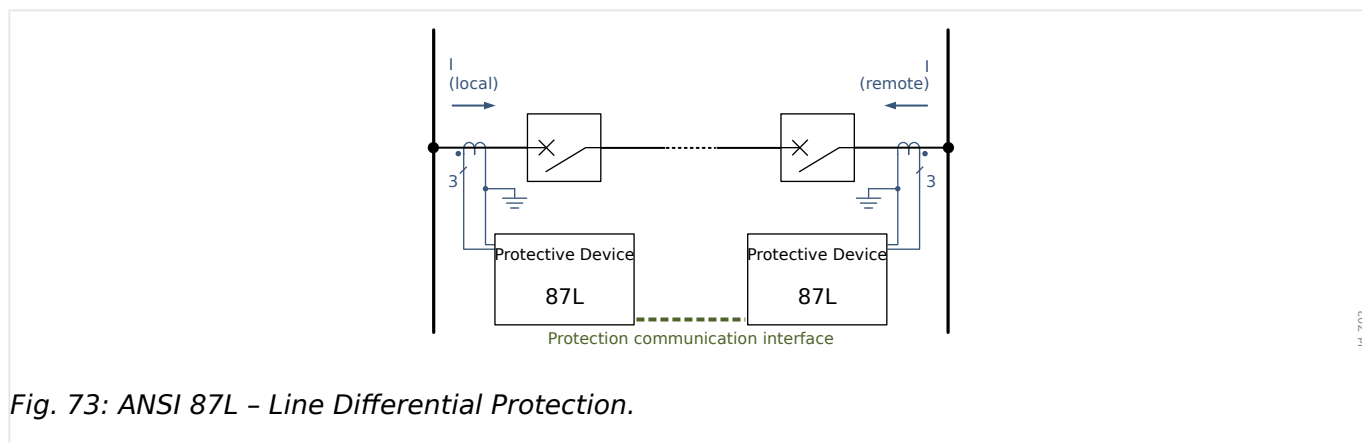 I
(local)
I
(remote)
3
3
Protective Device
87L
Protective Device
87L
Protection communication interface
Fig. 73: ANSI 87L – Line Differential Protection.